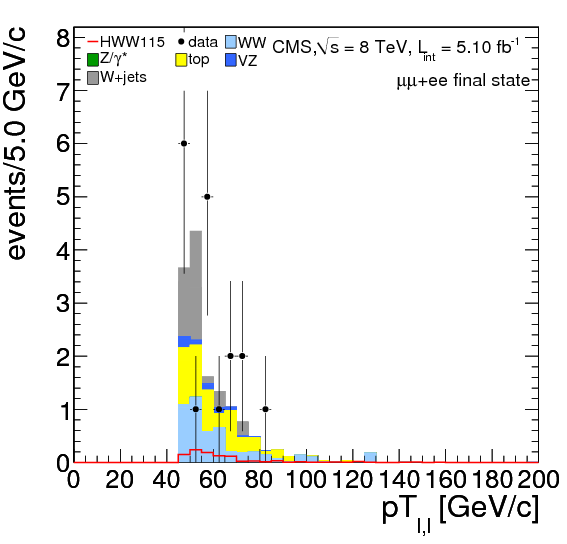 HWW115 data WW
Z/γ* top VZ
W+jets
CMS,√s = 8 TeV, L_int = 5.10 fb⁻¹
μμ+ee final state
events/5.0 GeV/c
8
7
6
5
4
3
2
1
0
0 20 40 60 80 100 120 140 160 180 200
pT_l,l [GeV/c]